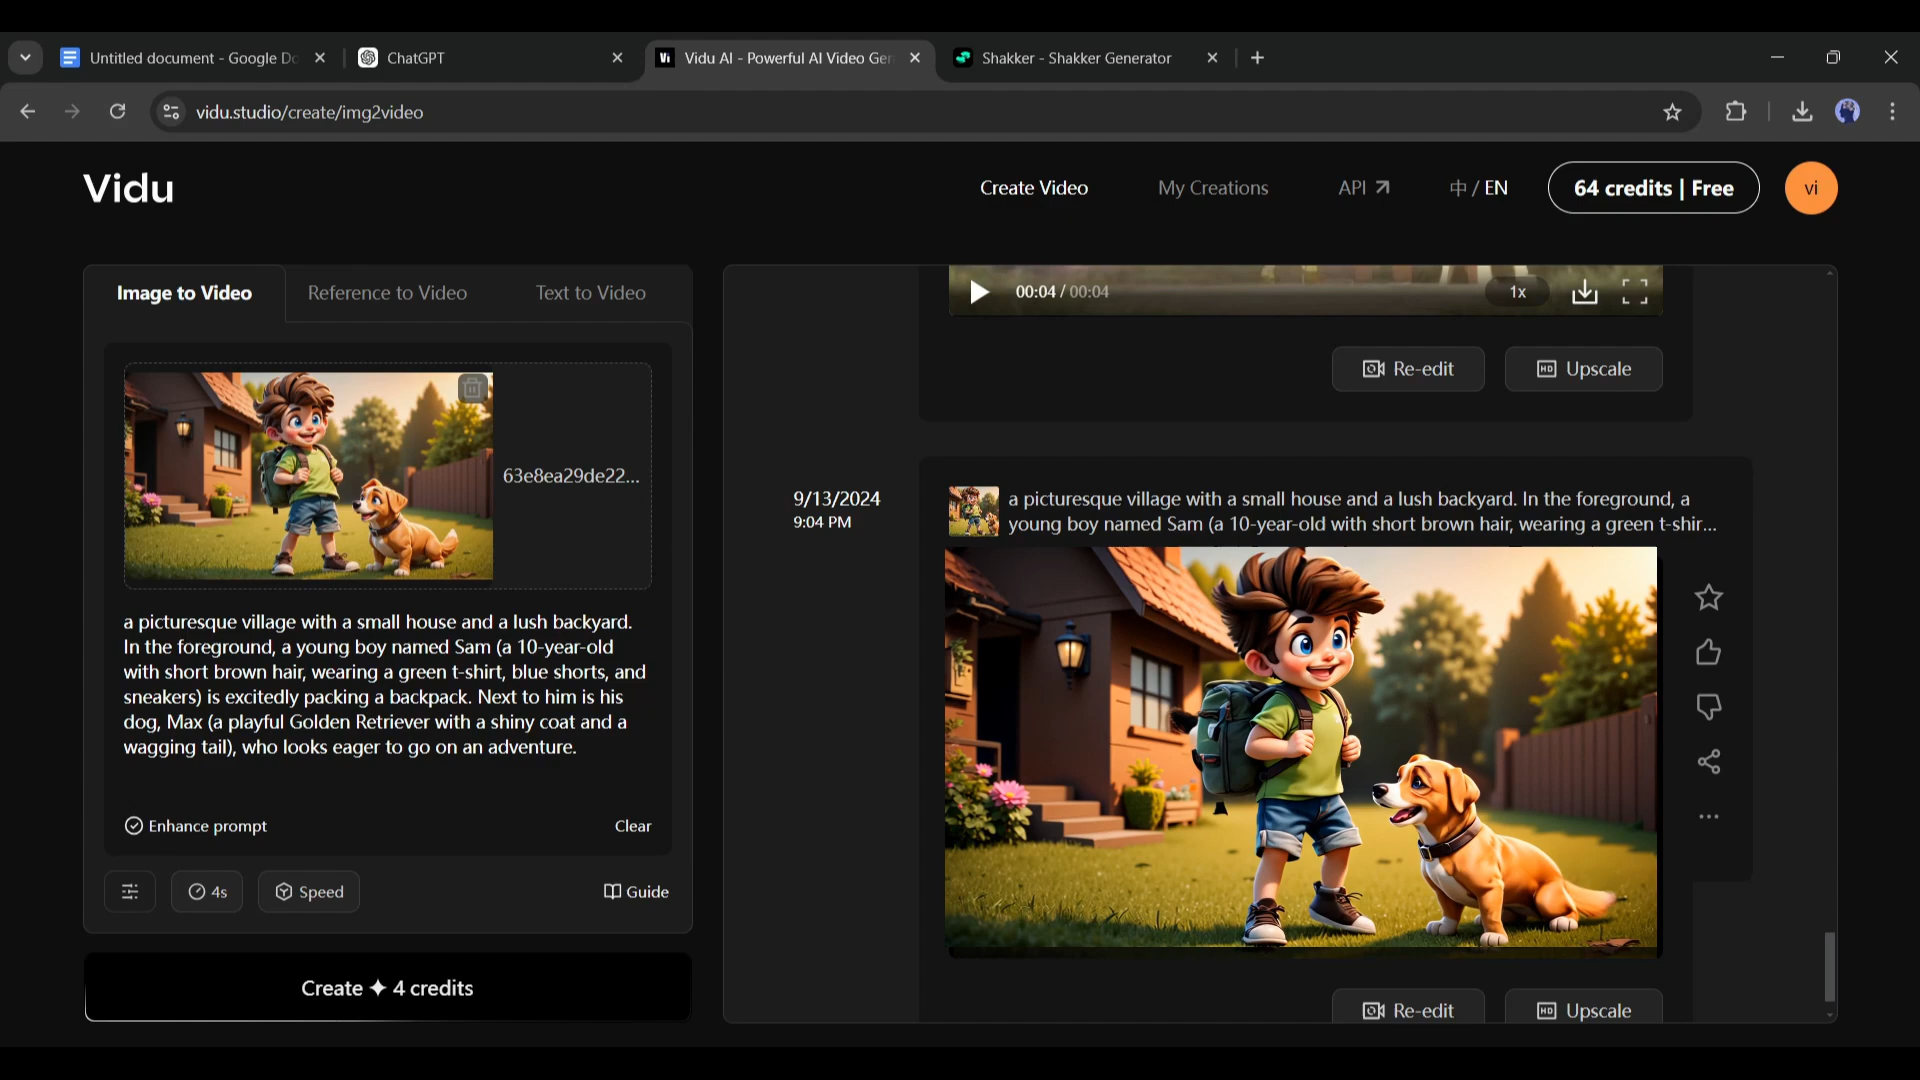 Untitled document - Google Do
ChatGPT
Vi
Vidu AI - Powerful AI Video Ger
Shakker - Shakker Generator
vidu.studio/create/img2video
Vidu
Create Video
My Creations
API
中 / EN
64 credits | Free
vi
Image to Video
Reference to Video
Text to Video
63e8ea29de22...
a picturesque village with a small house and a lush backyard.
In the foreground, a young boy named Sam (a 10-year-old
with short brown hair, wearing a green t-shirt, blue shorts, and
sneakers) is excitedly packing a backpack. Next to him is his
dog, Max (a playful Golden Retriever with a shiny coat and a
wagging tail), who looks eager to go on an adventure.
Enhance prompt
Clear
4s
Speed
Guide
Create ✦ 4 credits
00:04 / 00:04
1x
Re-edit
HD Upscale
9/13/2024
9:04 PM
a picturesque village with a small house and a lush backyard. In the foreground, a
young boy named Sam (a 10-year-old with short brown hair, wearing a green t-shir...
Re-edit
HD Upscale